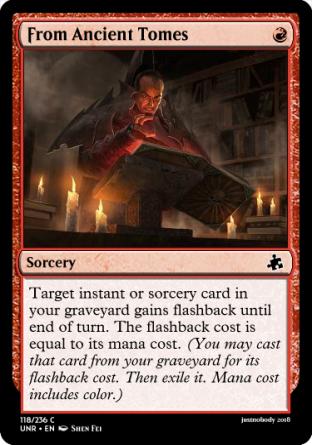 From Ancient Tomes
Sorcery
Target instant or sorcery card in
your graveyard gains flashback until
end of turn. The flashback cost is
equal to its mana cost. (You may cast
that card from your graveyard for its
flashback cost. Then exile it. Mana cost
includes color.)
118/236 C
justnobody 2018
UNR • EN Shen Fei